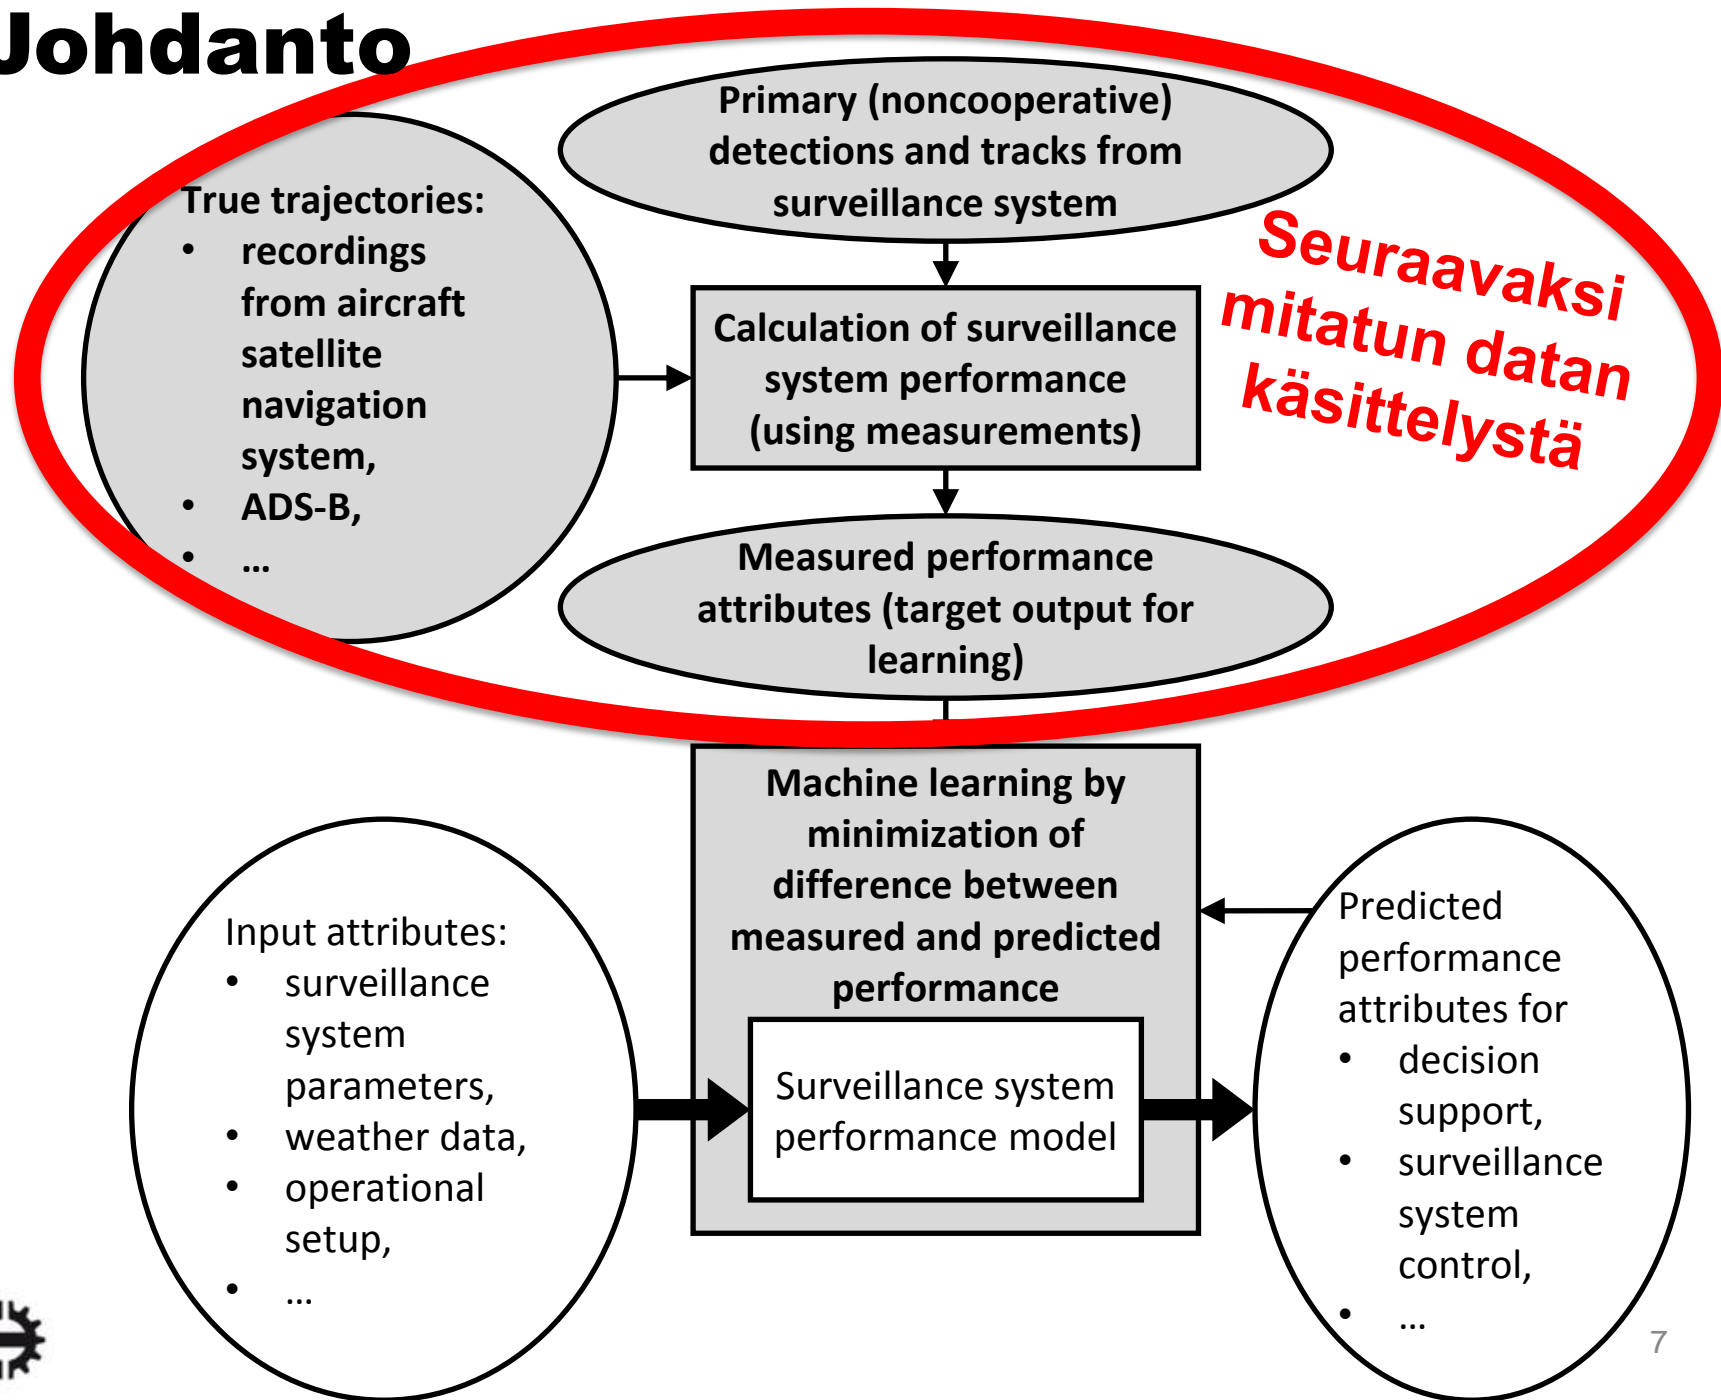 Johdanto
Primary (noncooperative)
detections and tracks from
surveillance system
True trajectories:
• recordings
from aircraft
satellite
navigation
system,
• ADS-B,
• ...
Calculation of surveillance
system performance
(using measurements)
Seuraavaksi
mitatun datan
käsittelystä
Measured performance
attributes (target output for
learning)
Machine learning by
minimization of
difference between
measured and predicted
performance
Input attributes:
• surveillance
system
parameters,
• weather data,
• operational
setup,
• ...
Surveillance system
performance model
Predicted
performance
attributes for
• decision
support,
• surveillance
system
control,
• ...
7